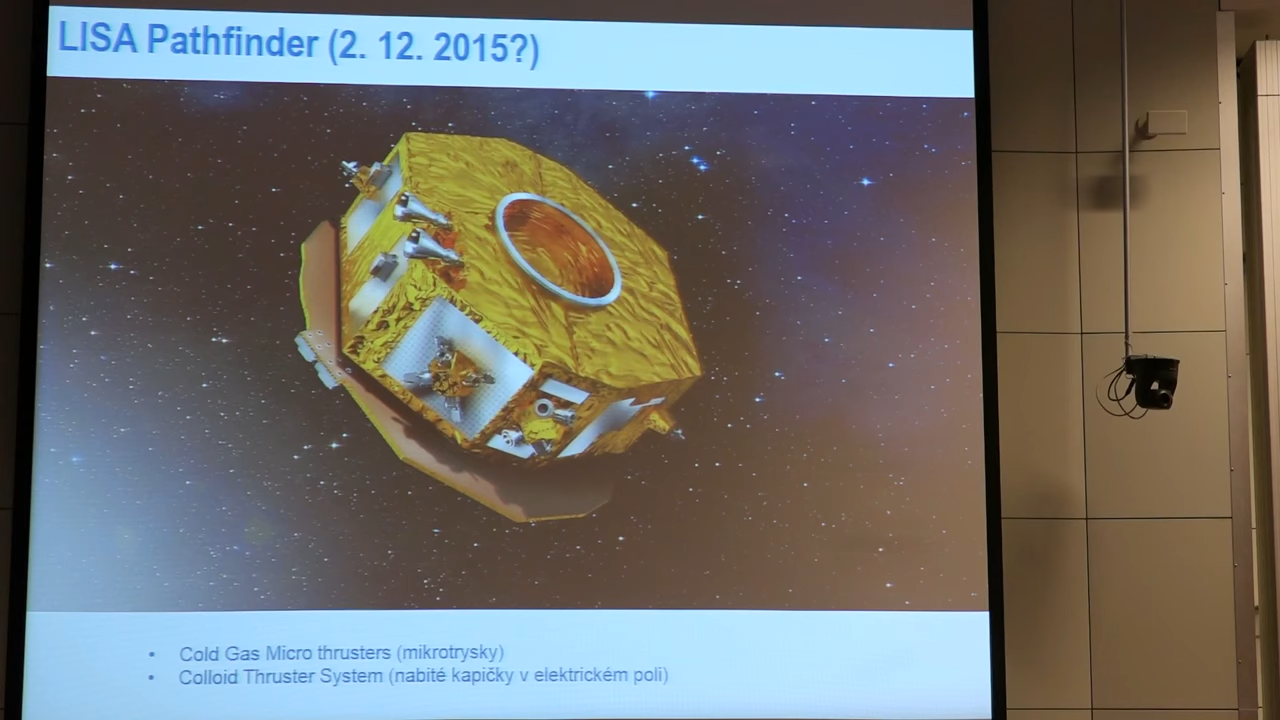 LISA Pathfinder (2. 12. 2015?)
• Cold Gas Micro thrusters (mikrotrysky)
• Colloid Thruster System (nabité kapičky v elektrickém poli)